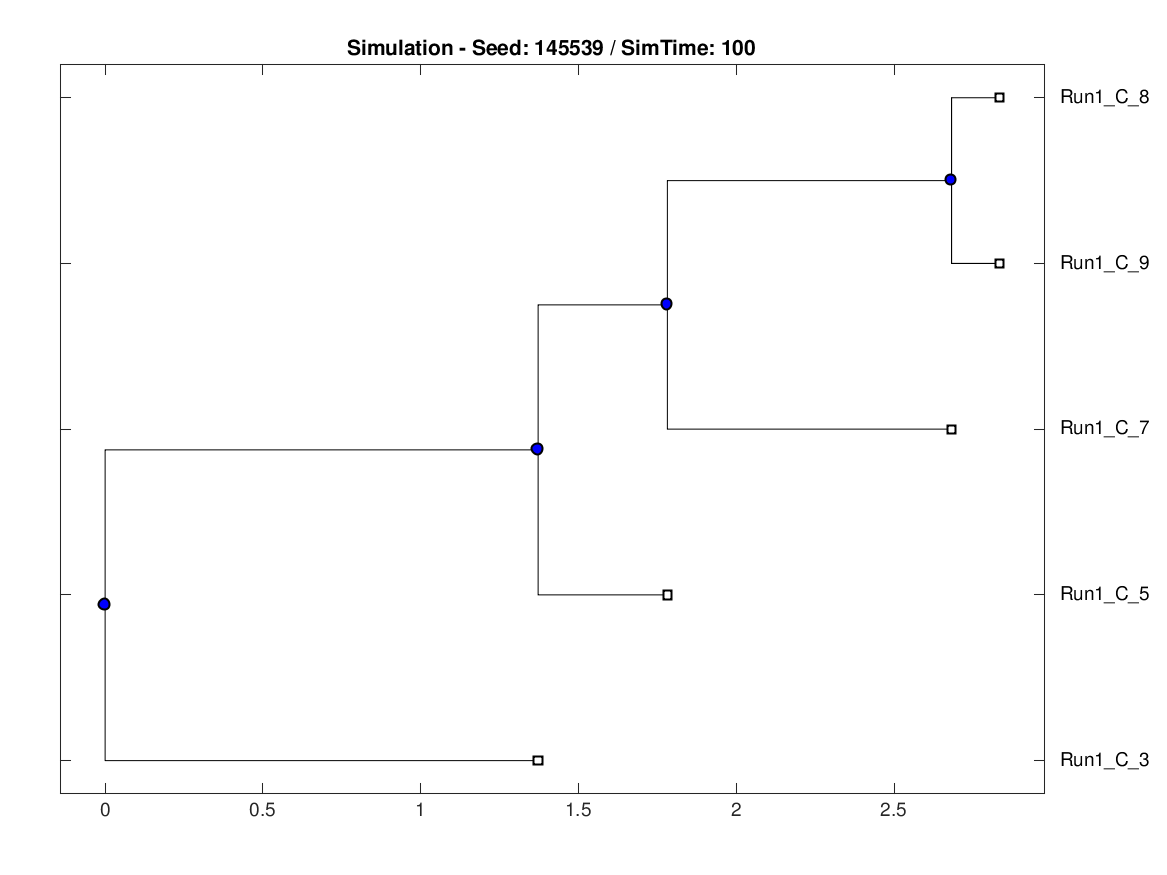 Simulation - Seed: 145539 / SimTime: 100
Run1_C_8
Run1_C_9
Run1_C_7
Run1_C_5
Run1_C_3
0 0.5 1 1.5 2 2.5